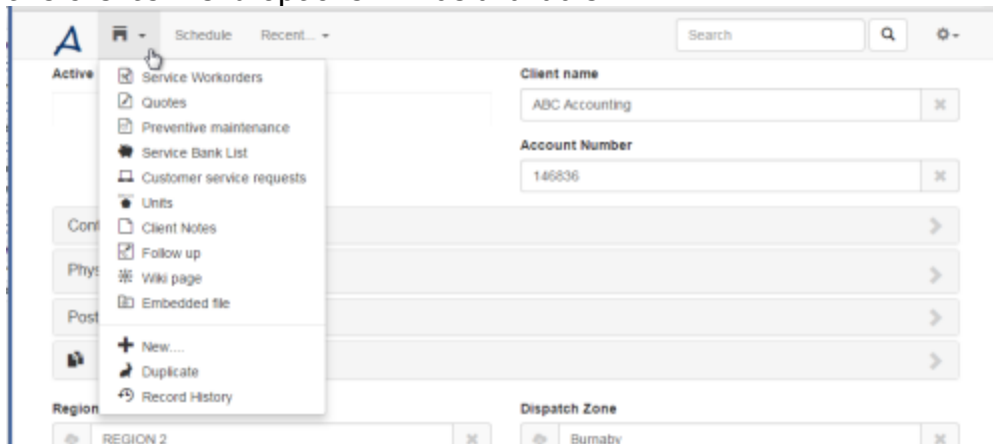 Schedule Recent...
Search
Active
Service Workorders
Quotes
Preventive maintenance
Service Bank List
Customer service requests
Units
Client Notes
Follow up
Wiki page
Embedded file
New....
Duplicate
Record History
Client name
ABC Accounting
Account Number
146836
Cont
Phys
Post
Region
REGION 2
Dispatch Zone
Burnaby